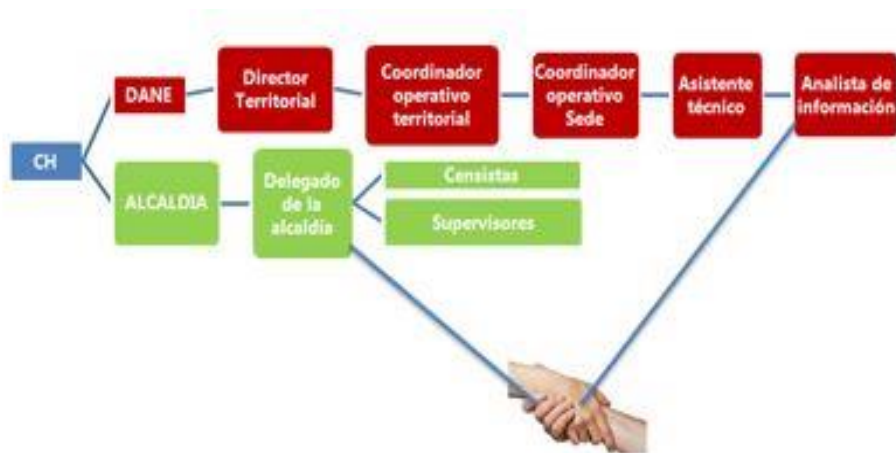 CH
DANE
Director
Territorial
Coordinador
operativo
territorial
Coordinador
operativo
Sede
Asistente
técnico
Analista de
información
ALCALDIA
Delegado
de la
alcaldía
Censistas
Supervisores